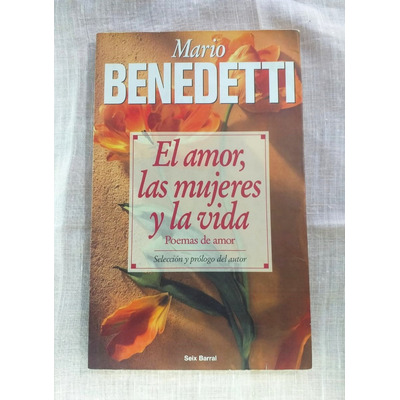 Mario
BENEDETTI
El amor,
las mujeres
y la vida
Poemas de amor
Selección y prólogo del autor
Seix Barral